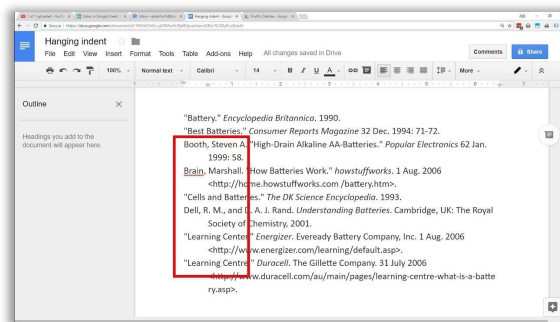 Secure https://docs.google.com/document/
Hanging indent
File Edit View Insert Format Tools Table Add-ons Help All changes saved in Drive
Comments Share
100% Normal text Calibri 14 B I U A More
Outline
Headings you add to the
document will appear here.
"Battery." Encyclopedia Britannica. 1990.
"Best Batteries." Consumer Reports Magazine 32 Dec. 1994: 71-72.
Booth, Steven A. "High-Drain Alkaline AA-Batteries." Popular Electronics 62 Jan.
1999: 58.
Brain, Marshall. "How Batteries Work." howstuffworks. 1 Aug. 2006
<http://home.howstuffworks.com /battery.htm>.
"Cells and Batteries." The DK Science Encyclopedia. 1993.
Dell, R. M., and D. A. J. Rand. Understanding Batteries. Cambridge, UK: The Royal
Society of Chemistry, 2001.
"Learning Center" Energizer. Eveready Battery Company, Inc. 1 Aug. 2006
<http://www.energizer.com/learning/default.asp>.
"Learning Centre" Duracell. The Gillette Company. 31 July 2006
<http://www.duracell.com/au/main/pages/learning-centre-what-is-a-batte
ry.asp>.